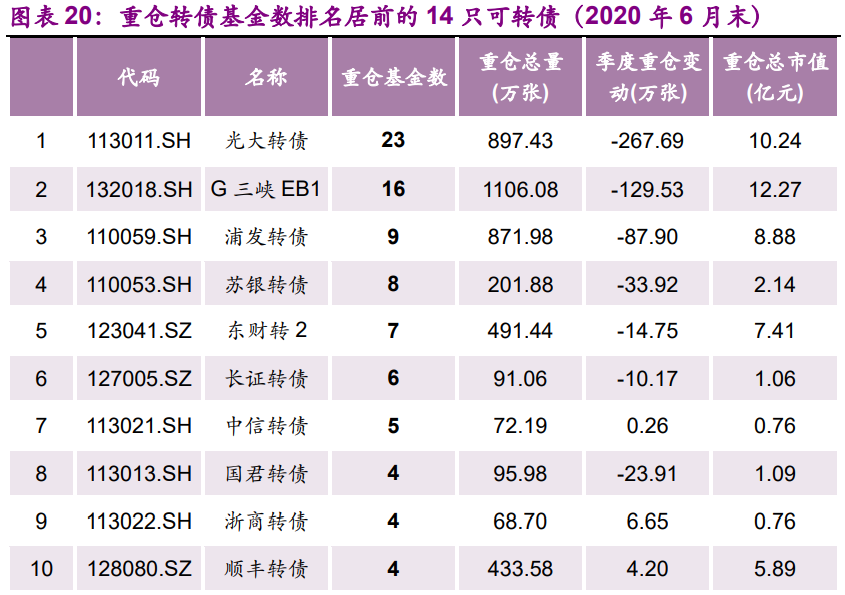 图表 20：重仓转债基金数排名居前的 14 只可转债（2020 年 6 月末）
代码 名称 重仓基金数 重仓总量(万张) 季度重仓变动(万张) 重仓总市值(亿元)
1 113011.SH 光大转债 23 897.43 -267.69 10.24
2 132018.SH G 三峡 EB1 16 1106.08 -129.53 12.27
3 110059.SH 浦发转债 9 871.98 -87.90 8.88
4 110053.SH 苏银转债 8 201.88 -33.92 2.14
5 123041.SZ 东财转 2 7 491.44 -14.75 7.41
6 127005.SZ 长证转债 6 91.06 -10.17 1.06
7 113021.SH 中信转债 5 72.19 0.26 0.76
8 113013.SH 国君转债 4 95.98 -23.91 1.09
9 113022.SH 浙商转债 4 68.70 6.65 0.76
10 128080.SZ 顺丰转债 4 433.58 4.20 5.89